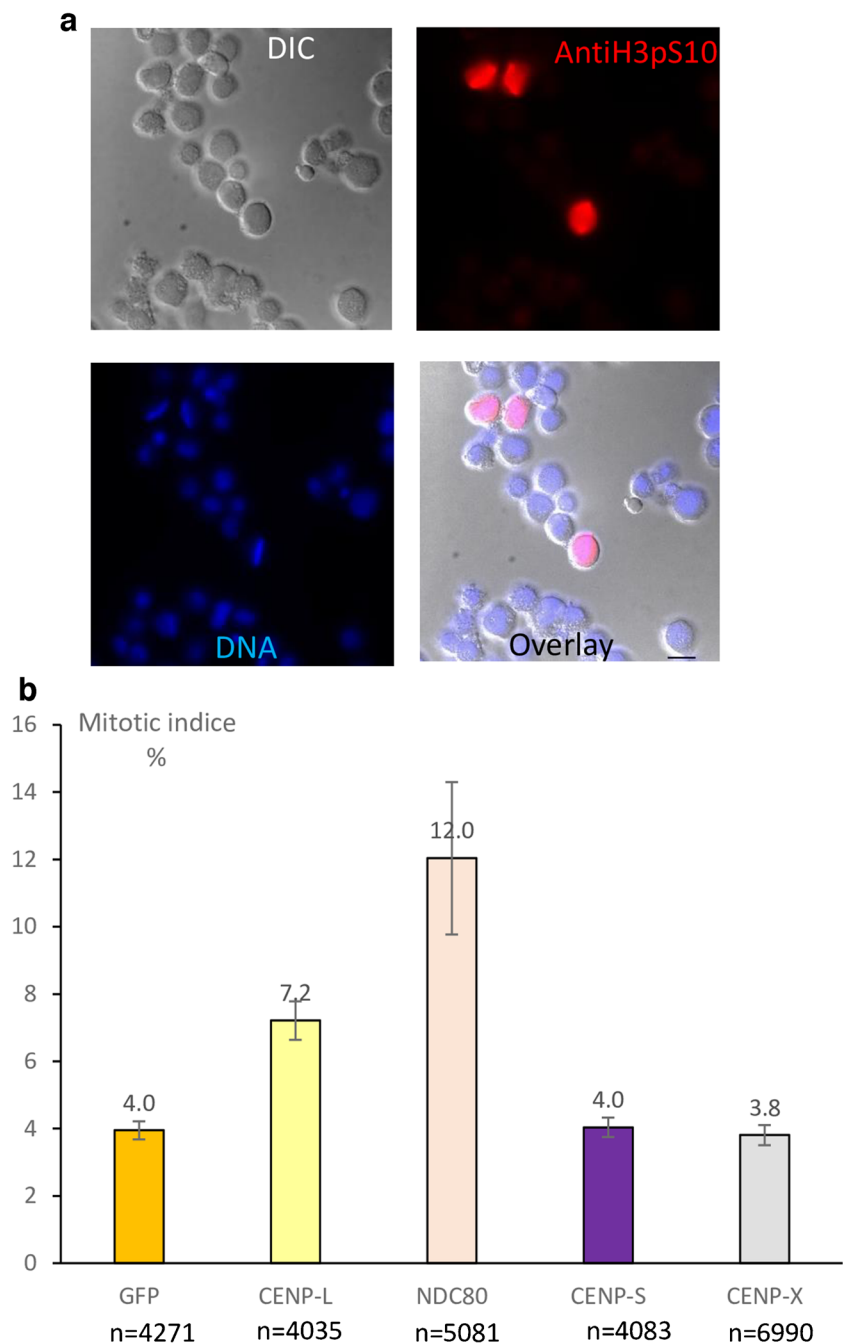 a
DIC
AntiH3pS10
DNA
Overlay
b
Mitotic indice
%
16
14
12
10
8
6
4
2
0
4.0
7.2
12.0
4.0
3.8
GFP CENP-L NDC80 CENP-S CENP-X
n=4271 n=4035 n=5081 n=4083 n=6990